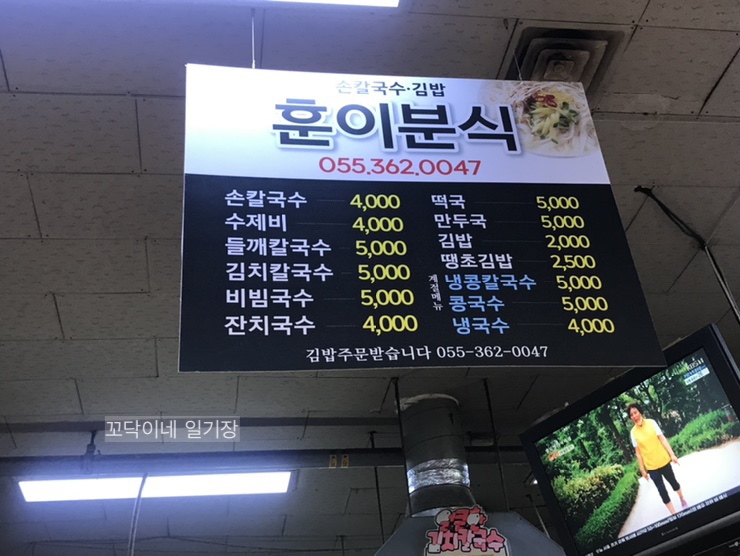 손칼국수·김밥
훈이분식
055.362.0047
손칼국수 4,000
수제비 4,000
들깨칼국수 5,000
김치칼국수 5,000
비빔국수 5,000
잔치국수 4,000
떡국 5,000
만두국 5,000
김밥 2,000
땡초김밥 2,500
계절메뉴
냉콩칼국수 5,000
콩국수 5,000
냉국수 4,000
김밥주문받습니다 055-362-0047
꼬닥이네 일기장
김치칼국수